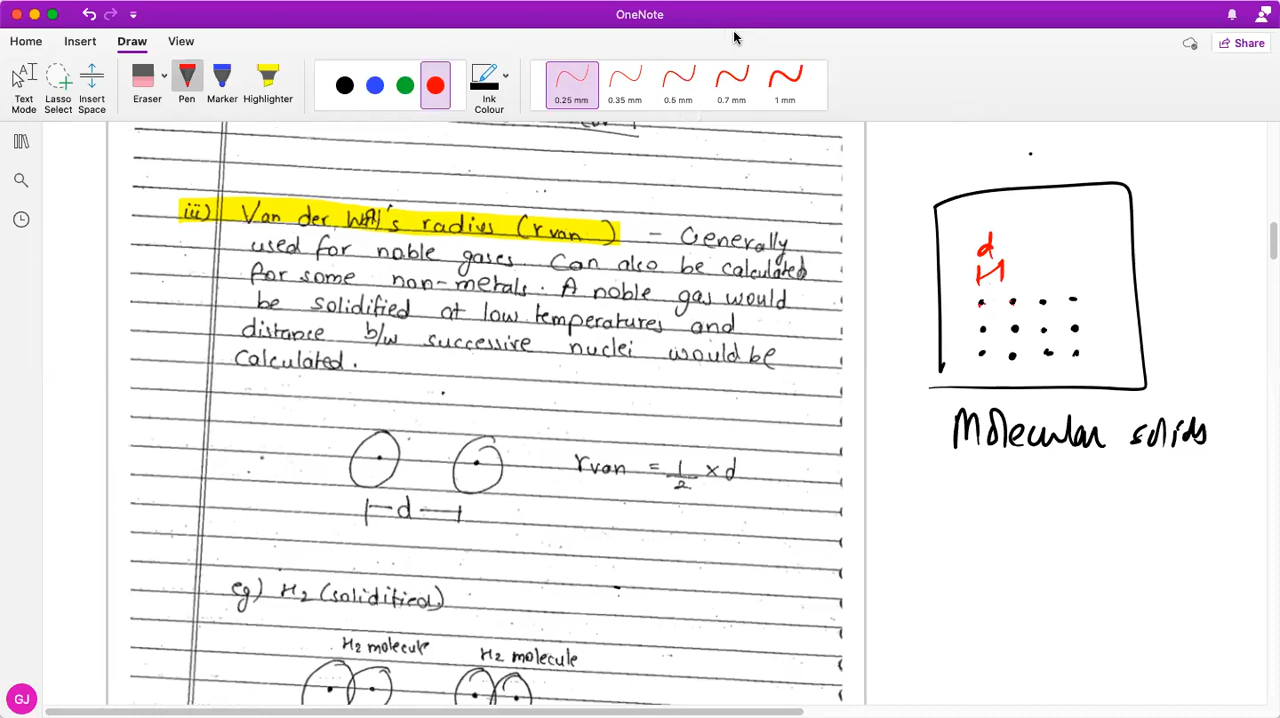 OneNote
Home Insert Draw View
Share
Text Mode
Lasso Select
Insert Space
Eraser
Pen
Marker
Highlighter
Ink Colour
0.25 mm
0.35 mm
0.5 mm
0.7 mm
1 mm
iii) Van der Waal's radius (rvan) - Generally
used for noble gases. Can also be calculated
for some non-metals. A noble gas would
be solidified at low temperatures and
distance b/w successive nuclei would be
calculated.
rvan = 1/2 × d
d
eg) H2 (solidified)
H2 molecule H2 molecule
d
Molecular solids
GJ